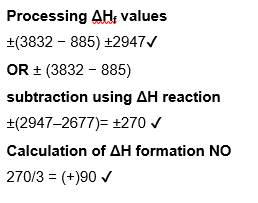 Processing ΔHf values
±(3832 − 885) ±2947✓
OR ± (3832 − 885)
subtraction using ΔH reaction
±(2947–2677)= ±270 ✓
Calculation of ΔH formation NO
270/3 = (+)90 ✓